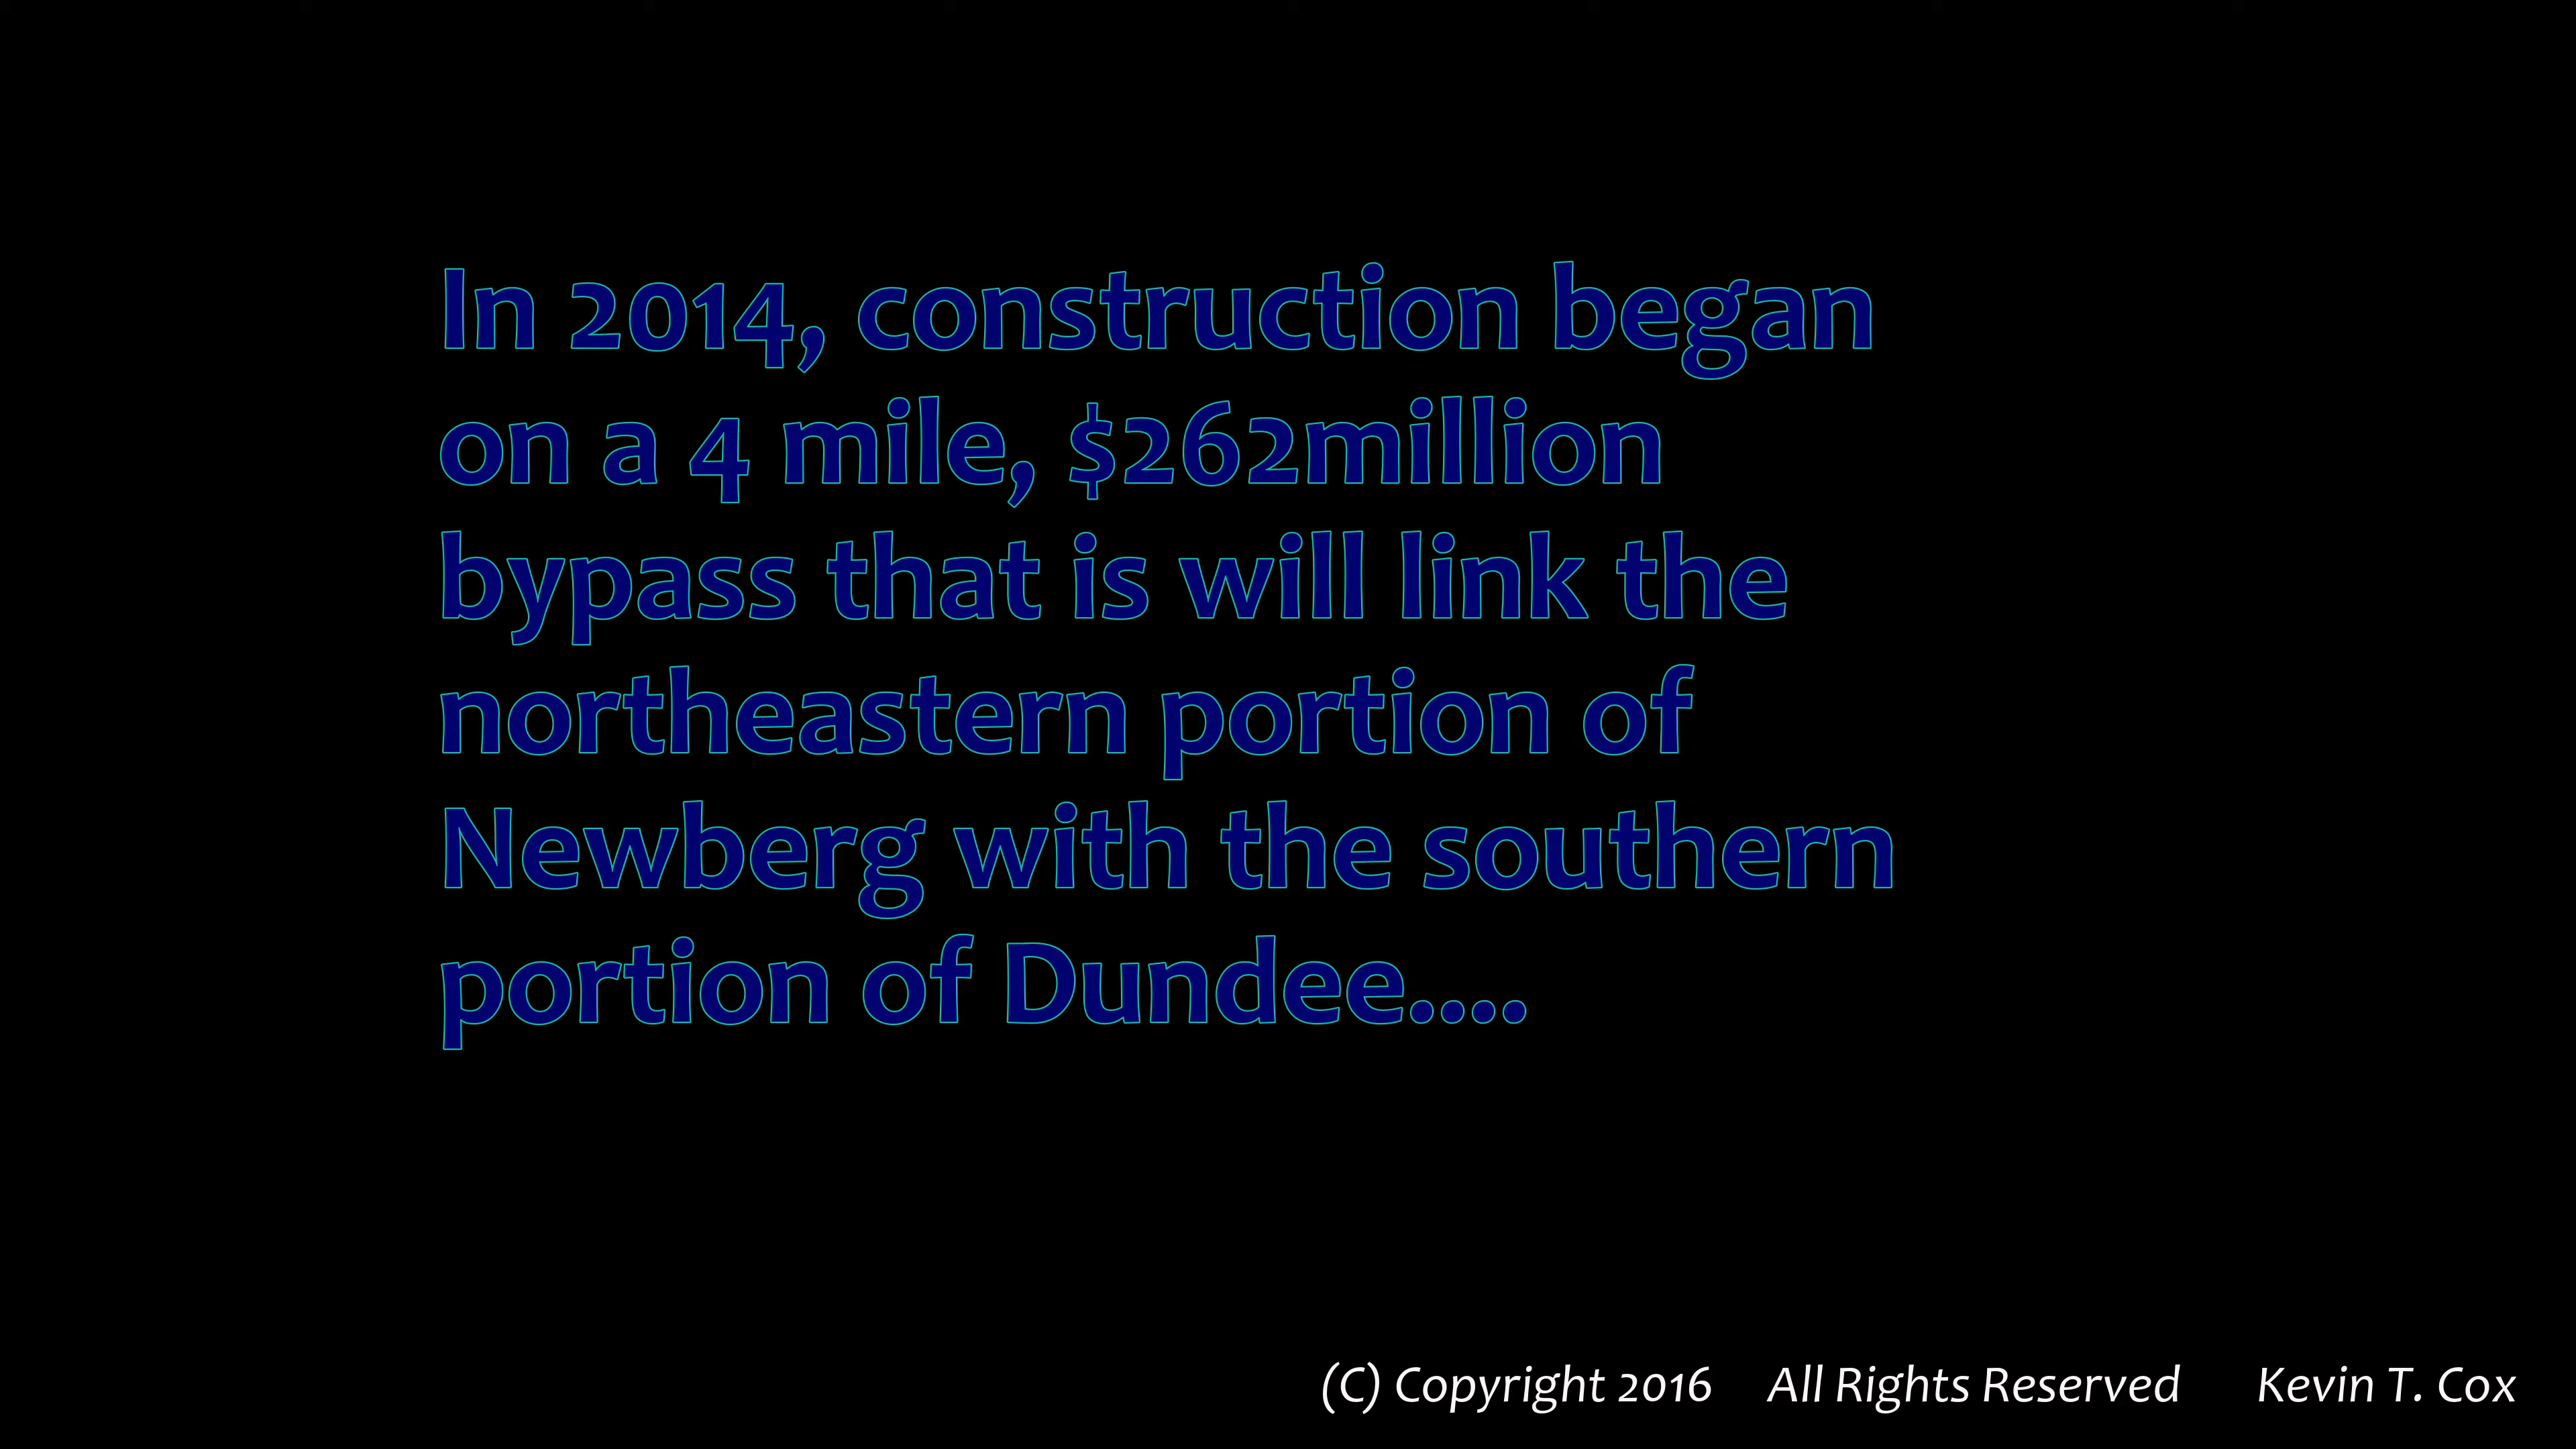 In 2014, construction began
on a 4 mile, $262million
bypass that is will link the
northeastern portion of
Newberg with the southern
portion of Dundee....
(C) Copyright 2016 All Rights Reserved Kevin T. Cox